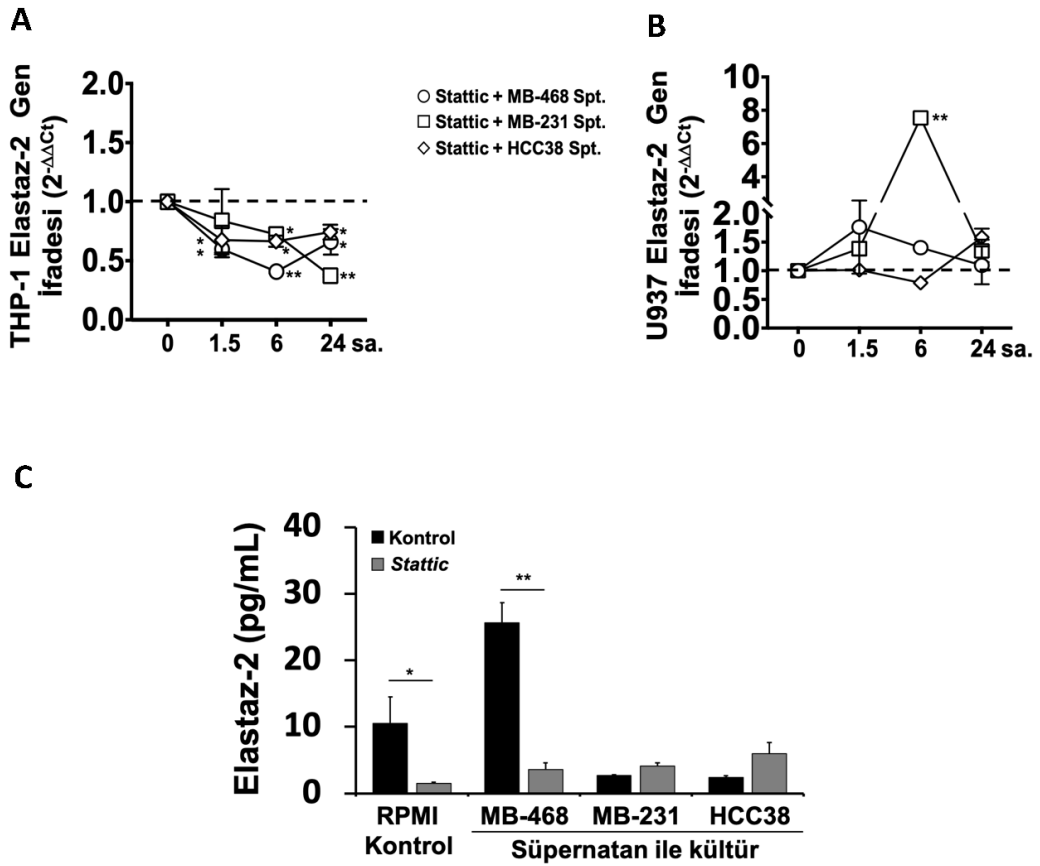 A
THP-1 Elastaz-2 Gen
İfadesi (2-ΔΔCt)
2.0
1.5
1.0
0.5
0.0
0 1.5 6 24 sa.
* * ** * * * * **
Stattic + MB-468 Spt.
Stattic + MB-231 Spt.
Stattic + HCC38 Spt.
B
U937 Elastaz-2 Gen
İfadesi (2-ΔΔCt)
10
8
6
4
2.0
1.5
1.0
0.5
0.0
**
0 1.5 6 24 sa.
C
Elastaz-2 (pg/mL)
40
30
20
10
0
Kontrol
Stattic
*
**
RPMI
Kontrol
MB-468 MB-231 HCC38
Süpernatan ile kültür